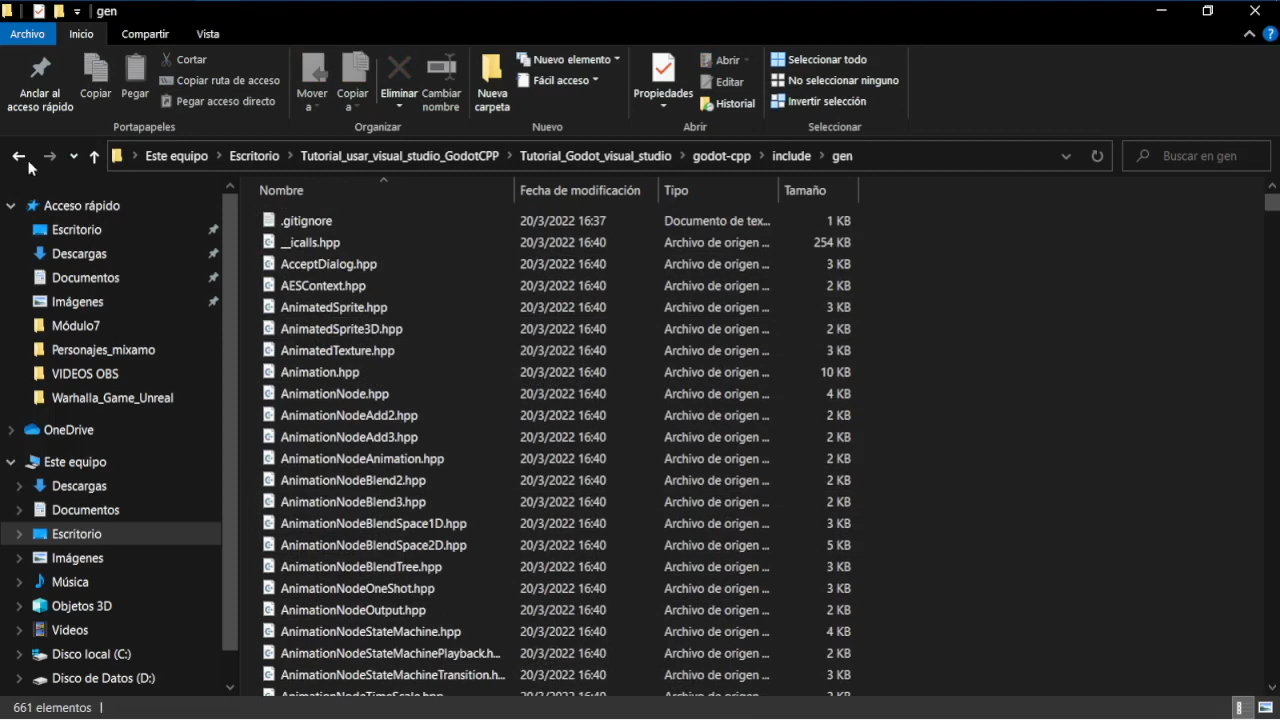 gen
Archivo Inicio Compartir Vista
Anclar al acceso rápido
Copiar
Pegar
Cortar
Copiar ruta de acceso
Pegar acceso directo
Portapapeles
Mover a
Copiar a
Eliminar
Cambiar nombre
Organizar
Nueva carpeta
Nuevo elemento
Fácil acceso
Nuevo
Propiedades
Abrir
Editar
Historial
Abrir
Seleccionar todo
No seleccionar ninguno
Invertir selección
Seleccionar
Este equipo Escritorio Tutorial_usar_visual_studio_GodotCPP Tutorial_Godot_visual_studio godot-cpp include gen
Buscar en gen
Acceso rápido
Escritorio
Descargas
Documentos
Imágenes
Módulo7
Personajes_mixamo
VIDEOS OBS
Warhalla_Game_Unreal
OneDrive
Este equipo
Descargas
Documentos
Escritorio
Imágenes
Música
Objetos 3D
Videos
Disco local (C:)
Disco de Datos (D:)
Nombre Fecha de modificación Tipo Tamaño
.gitignore 20/3/2022 16:37 Documento de tex... 1 KB
__icalls.hpp 20/3/2022 16:40 Archivo de origen ... 254 KB
AcceptDialog.hpp 20/3/2022 16:40 Archivo de origen ... 3 KB
AESContext.hpp 20/3/2022 16:40 Archivo de origen ... 2 KB
AnimatedSprite.hpp 20/3/2022 16:40 Archivo de origen ... 3 KB
AnimatedSprite3D.hpp 20/3/2022 16:40 Archivo de origen ... 2 KB
AnimatedTexture.hpp 20/3/2022 16:40 Archivo de origen ... 3 KB
Animation.hpp 20/3/2022 16:40 Archivo de origen ... 10 KB
AnimationNode.hpp 20/3/2022 16:40 Archivo de origen ... 4 KB
AnimationNodeAdd2.hpp 20/3/2022 16:40 Archivo de origen ... 2 KB
AnimationNodeAdd3.hpp 20/3/2022 16:40 Archivo de origen ... 2 KB
AnimationNodeAnimation.hpp 20/3/2022 16:40 Archivo de origen ... 2 KB
AnimationNodeBlend2.hpp 20/3/2022 16:40 Archivo de origen ... 2 KB
AnimationNodeBlend3.hpp 20/3/2022 16:40 Archivo de origen ... 2 KB
AnimationNodeBlendSpace1D.hpp 20/3/2022 16:40 Archivo de origen ... 3 KB
AnimationNodeBlendSpace2D.hpp 20/3/2022 16:40 Archivo de origen ... 5 KB
AnimationNodeBlendTree.hpp 20/3/2022 16:40 Archivo de origen ... 3 KB
AnimationNodeOneShot.hpp 20/3/2022 16:40 Archivo de origen ... 3 KB
AnimationNodeOutput.hpp 20/3/2022 16:40 Archivo de origen ... 2 KB
AnimationNodeStateMachine.hpp 20/3/2022 16:40 Archivo de origen ... 4 KB
AnimationNodeStateMachinePlayback.h... 20/3/2022 16:40 Archivo de origen ... 2 KB
AnimationNodeStateMachineTransition.h... 20/3/2022 16:40 Archivo de origen ... 3 KB
AnimationNodeTimeScale.hpp 20/3/2022 16:40 Archivo de origen ... 2 KB
661 elementos